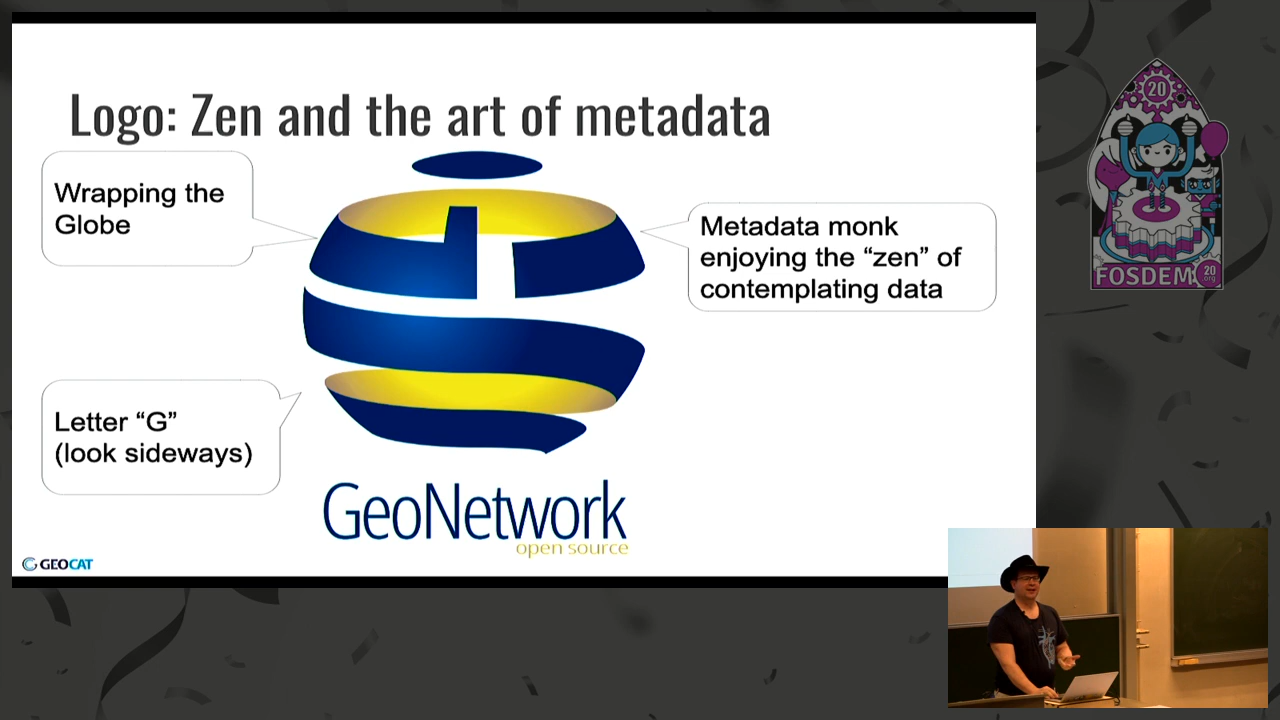 Logo: Zen and the art of metadata
Wrapping the
Globe
Metadata monk
enjoying the “zen” of
contemplating data
Letter “G”
(look sideways)
GeoNetwork
open source
GEOCAT
20
FOSDEM
20
.org